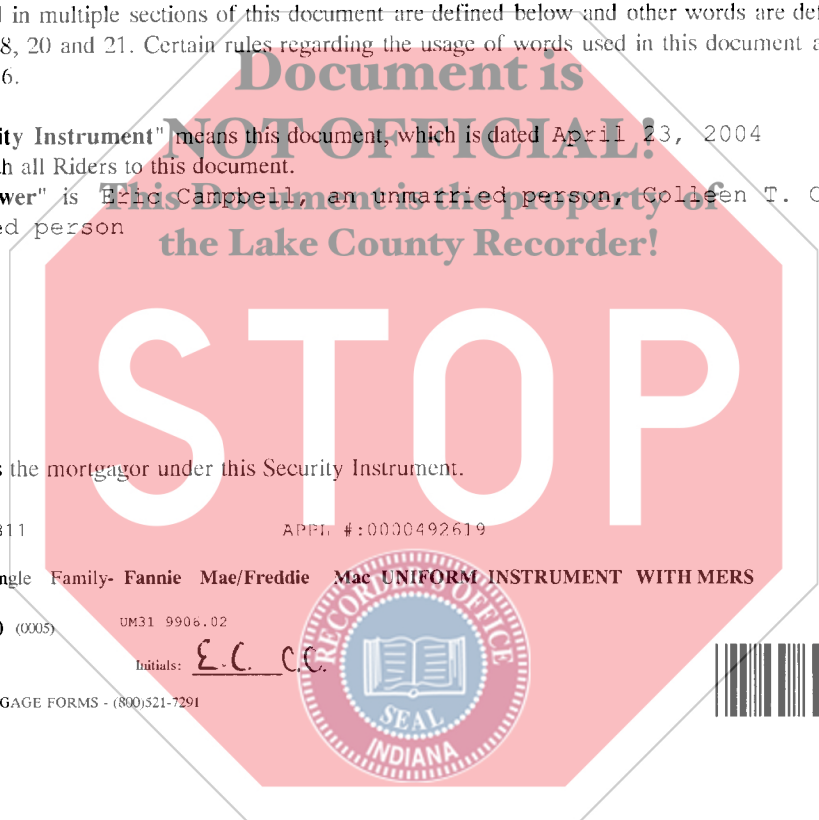 in multiple sections of this document are defined below and other words are def
8, 20 and 21. Certain rules regarding the usage of words used in this document a
6.
Document is
ity Instrument" means this document, which is dated April 23, 2004
NOT OFFICIAL!
h all Riders to this document.
wer" is Eric Campbell, an unmarried person, Colleen T. C
This Document is the property of
ed person
the Lake County Recorder!
STOP
s the mortgagor under this Security Instrument.
311 APPL #:0000492619
ngle Family- Fannie Mae/Freddie Mac UNIFORM INSTRUMENT WITH MERS
(0005) UM31 9906.02
Initials: E.C. C.C.
GAGE FORMS - (800)521-7291
RECORDER'S OFFICE
SEAL
INDIANA